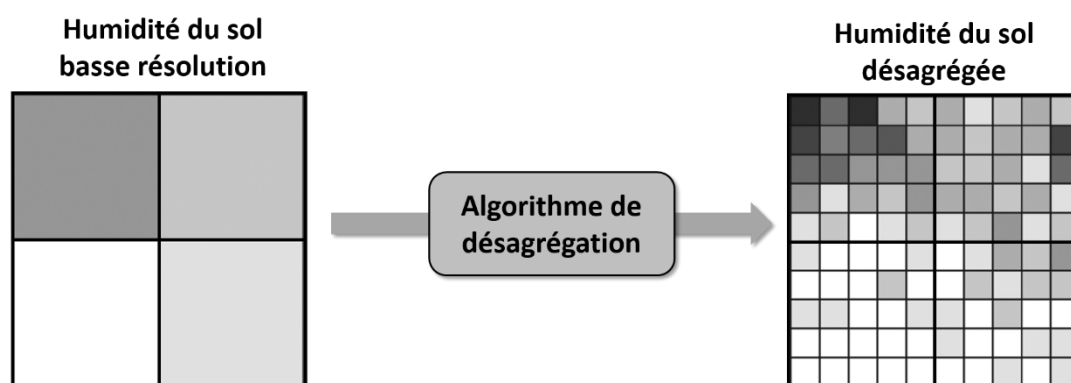 Humidité du sol
basse résolution
Algorithme de
désagrégation
Humidité du sol
désagrégée